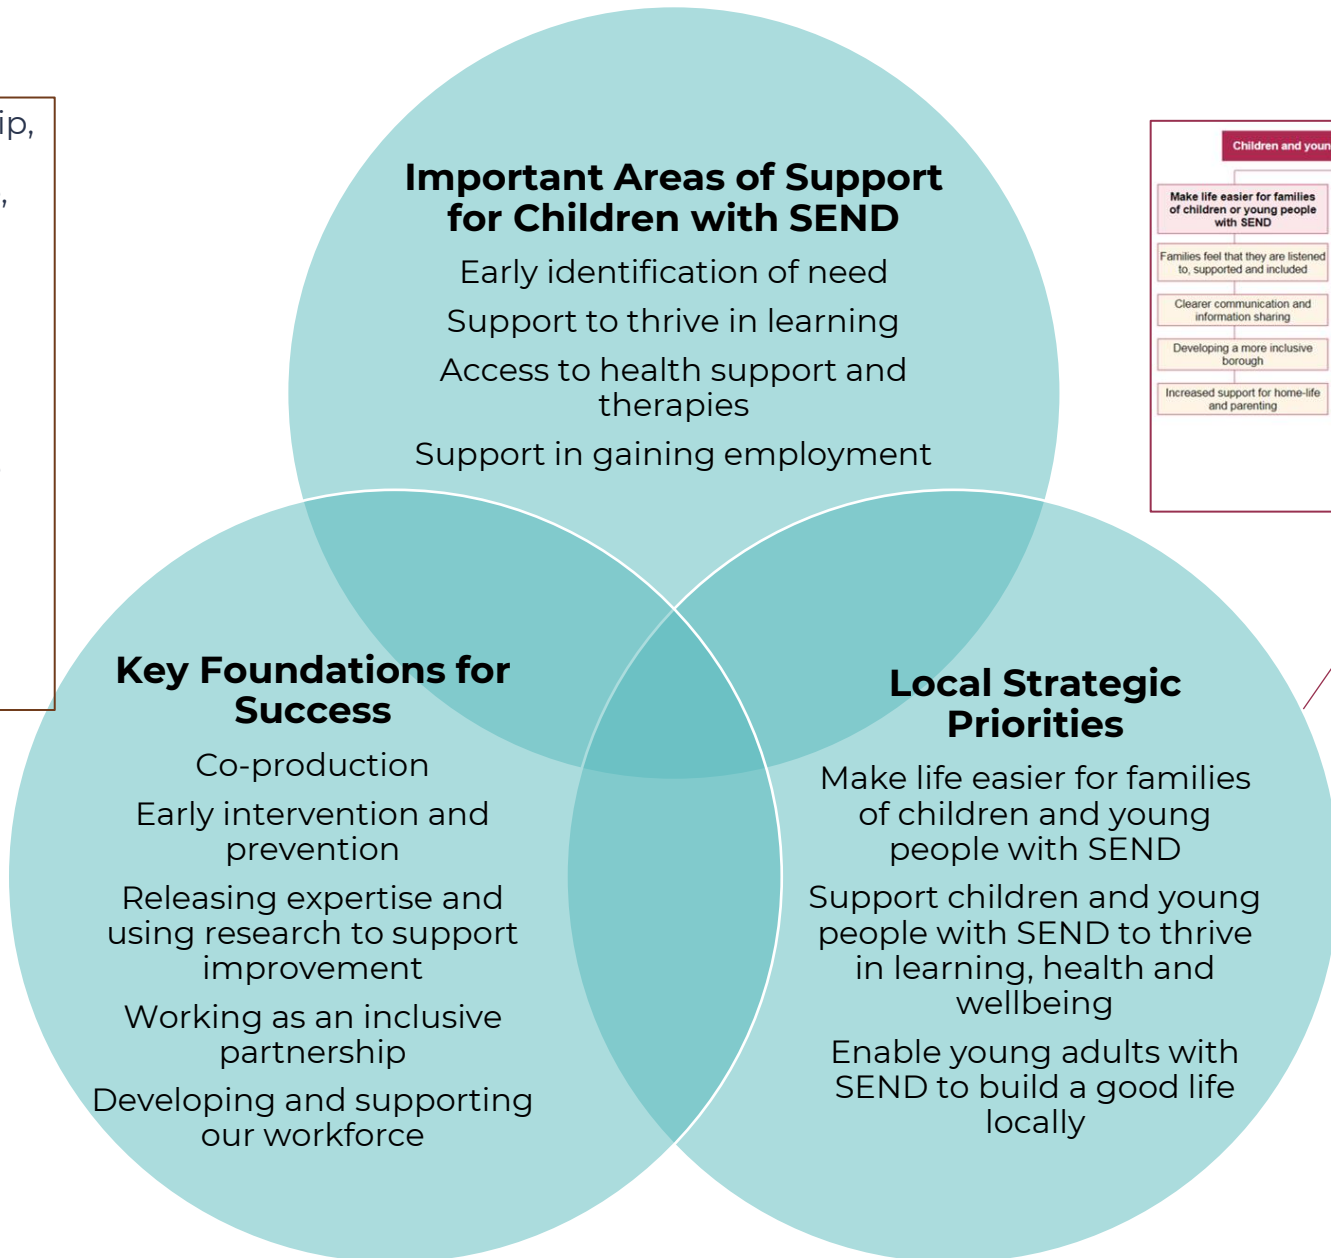 ip,
,
Important Areas of Support
for Children with SEND
Early identification of need
Support to thrive in learning
Access to health support and
therapies
Support in gaining employment
Key Foundations for
Success
Co-production
Early intervention and
prevention
Releasing expertise and
using research to support
improvement
Working as an inclusive
partnership
Developing and supporting
our workforce
Local Strategic
Priorities
Make life easier for families
of children and young
people with SEND
Support children and young
people with SEND to thrive
in learning, health and
wellbeing
Enable young adults with
SEND to build a good life
locally
Children and youn
Make life easier for families
of children or young people
with SEND
Families feel that they are listened
to, supported and included
Clearer communication and
information sharing
Developing a more inclusive
borough
Increased support for home-life
and parenting